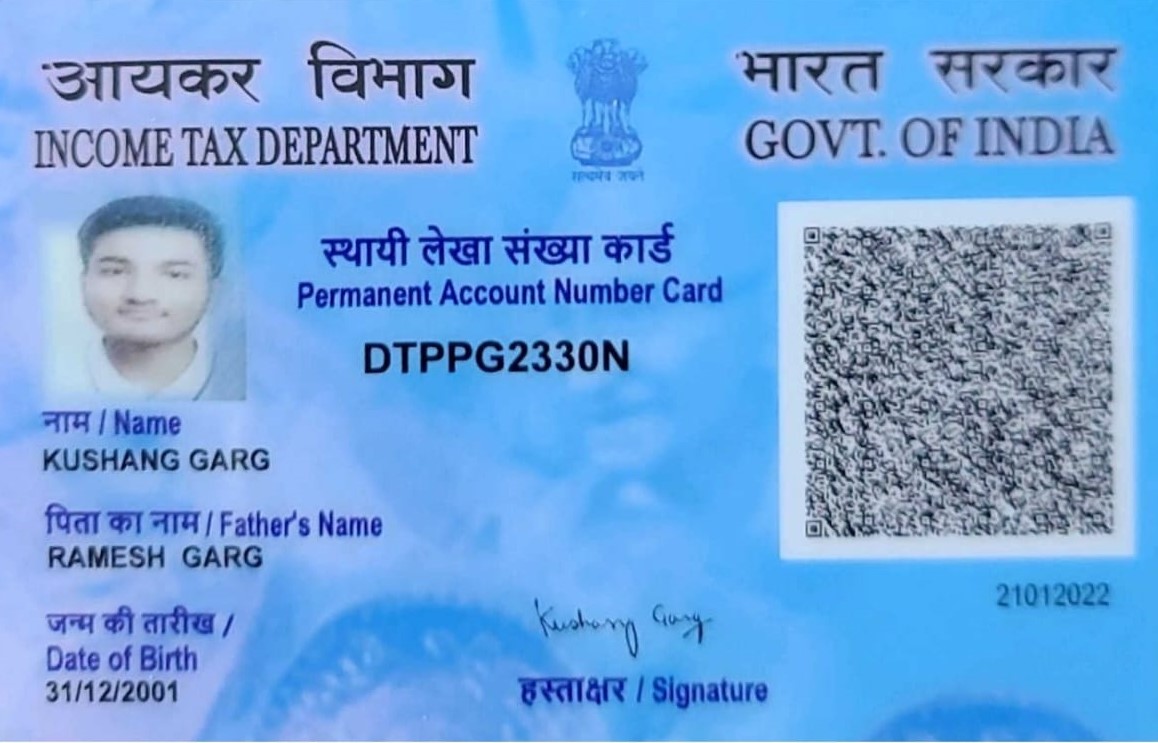 आयकर विभाग
INCOME TAX DEPARTMENT
सत्यमेव जयते
भारत सरकार
GOVT. OF INDIA
स्थायी लेखा संख्या कार्ड
Permanent Account Number Card
DTPPG2330N
नाम / Name
KUSHANG GARG
पिता का नाम / Father's Name
RAMESH GARG
जन्म की तारीख /
Date of Birth
31/12/2001
21012022
Kushang Garg
हस्ताक्षर / Signature